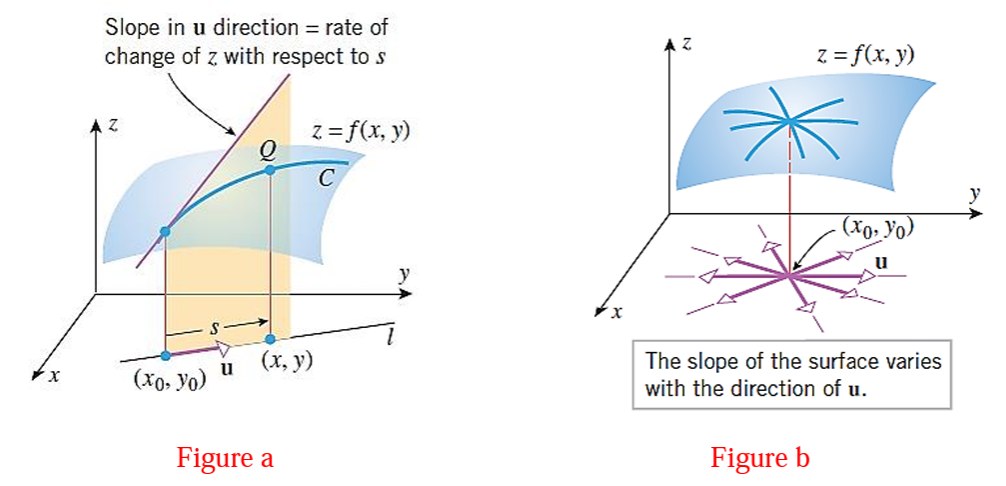 Slope in u direction = rate of
change of z with respect to s
z
z = f(x, y)
Q
C
y
s
l
u
(x, y)
(x₀, y₀)
x
Figure a
z
z = f(x, y)
y
(x₀, y₀)
u
x
The slope of the surface varies
with the direction of u.
Figure b